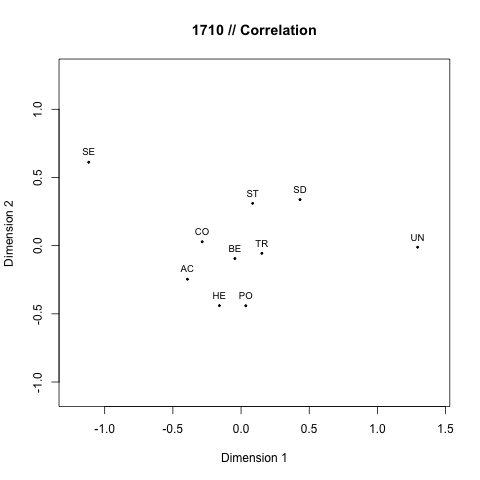 1710 // Correlation
1.0
0.5
0.0
-0.5
-1.0
Dimension 2
SE
ST
SD
CO
UN
BE
TR
AC
HE
PO
-1.0
-0.5
0.0
0.5
1.0
1.5
Dimension 1